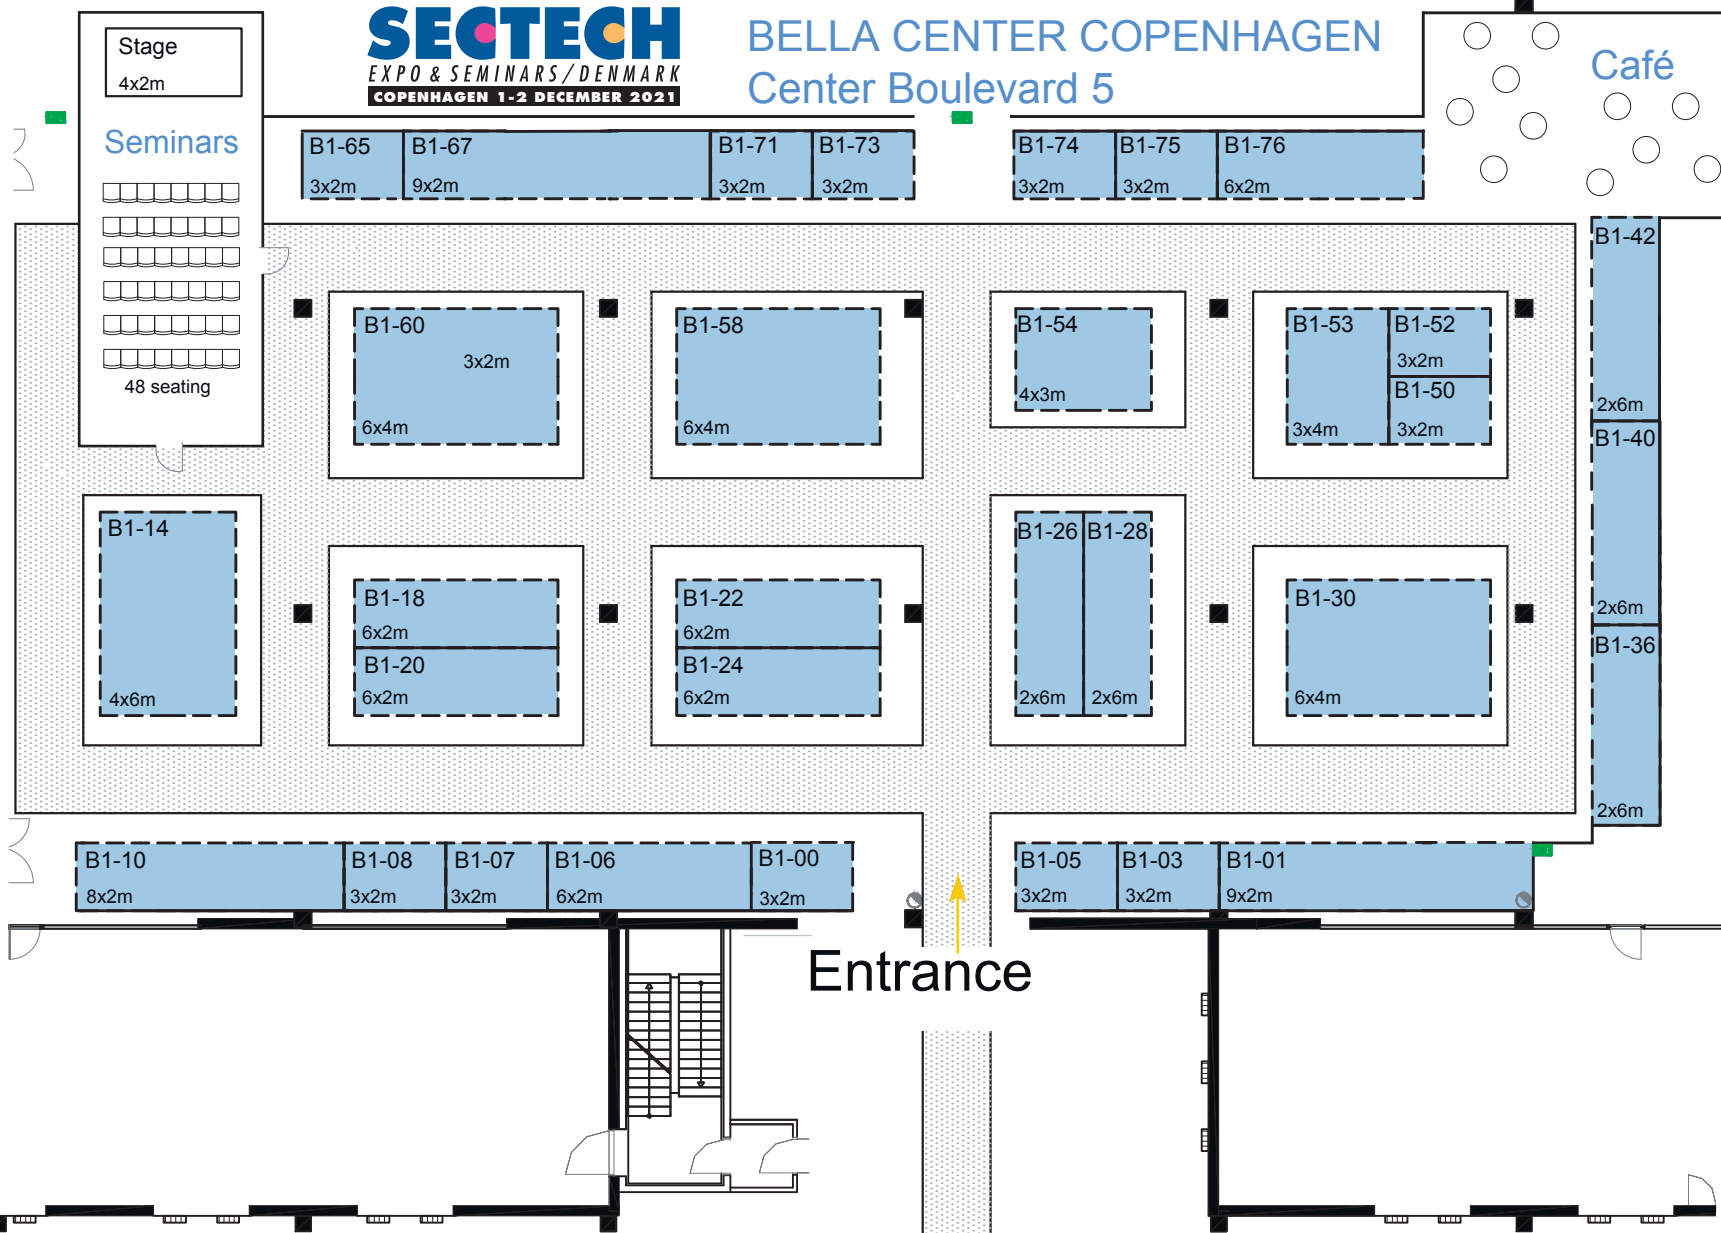 Stage
4x2m
SECTECH
EXPO & SEMINARS/DENMARK
COPENHAGEN 1-2 DECEMBER 2021
BELLA CENTER COPENHAGEN
Center Boulevard 5
Café
Seminars
48 seating
B1-65
3x2m
B1-67
9x2m
B1-71
3x2m
B1-73
3x2m
B1-74
3x2m
B1-75
3x2m
B1-76
6x2m
B1-42
2x6m
B1-40
2x6m
B1-36
2x6m
B1-60
3x2m
6x4m
B1-58
6x4m
B1-54
4x3m
B1-53
3x4m
B1-52
3x2m
B1-50
3x2m
B1-14
4x6m
B1-18
6x2m
B1-20
6x2m
B1-22
6x2m
B1-24
6x2m
B1-26
2x6m
B1-28
2x6m
B1-30
6x4m
B1-10
8x2m
B1-08
3x2m
B1-07
3x2m
B1-06
6x2m
B1-00
3x2m
B1-05
3x2m
B1-03
3x2m
B1-01
9x2m
Entrance